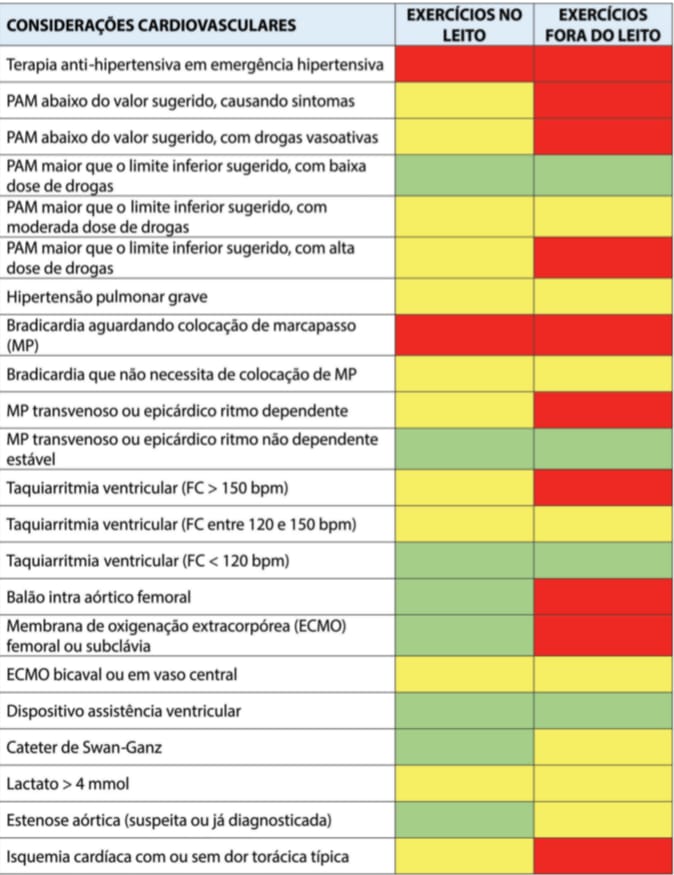 CONSIDERAÇÕES CARDIOVASCULARES
EXERCÍCIOS NO
LEITO
EXERCÍCIOS
FORA DO LEITO
Terapia anti-hipertensiva em emergência hipertensiva
PAM abaixo do valor sugerido, causando sintomas
PAM abaixo do valor sugerido, com drogas vasoativas
PAM maior que o limite inferior sugerido, com baixa
dose de drogas
PAM maior que o limite inferior sugerido, com
moderada dose de drogas
PAM maior que o limite inferior sugerido, com alta
dose de drogas
Hipertensão pulmonar grave
Bradicardia aguardando colocação de marcapasso
(MP)
Bradicardia que não necessita de colocação de MP
MP transvenoso ou epicárdico ritmo dependente
MP transvenoso ou epicárdico ritmo não dependente
estável
Taquiarritmia ventricular (FC > 150 bpm)
Taquiarritmia ventricular (FC entre 120 e 150 bpm)
Taquiarritmia ventricular (FC < 120 bpm)
Balão intra aórtico femoral
Membrana de oxigenação extracorpórea (ECMO)
femoral ou subclávia
ECMO bicaval ou em vaso central
Dispositivo assistência ventricular
Cateter de Swan-Ganz
Lactato > 4 mmol
Estenose aórtica (suspeita ou já diagnosticada)
Isquemia cardíaca com ou sem dor torácica típica